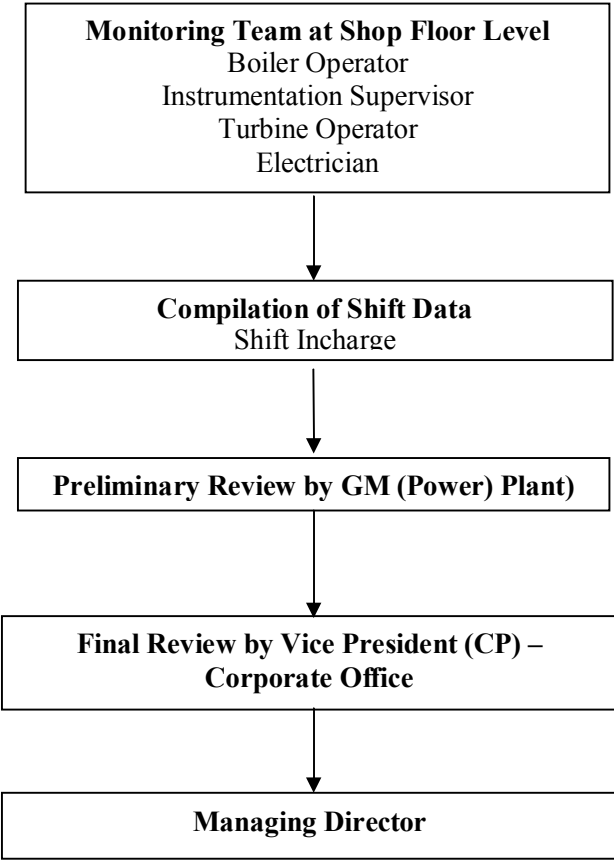 Monitoring Team at Shop Floor Level
Boiler Operator
Instrumentation Supervisor
Turbine Operator
Electrician
Compilation of Shift Data
Shift Incharge
Preliminary Review by GM (Power) Plant)
Final Review by Vice President (CP) –
Corporate Office
Managing Director